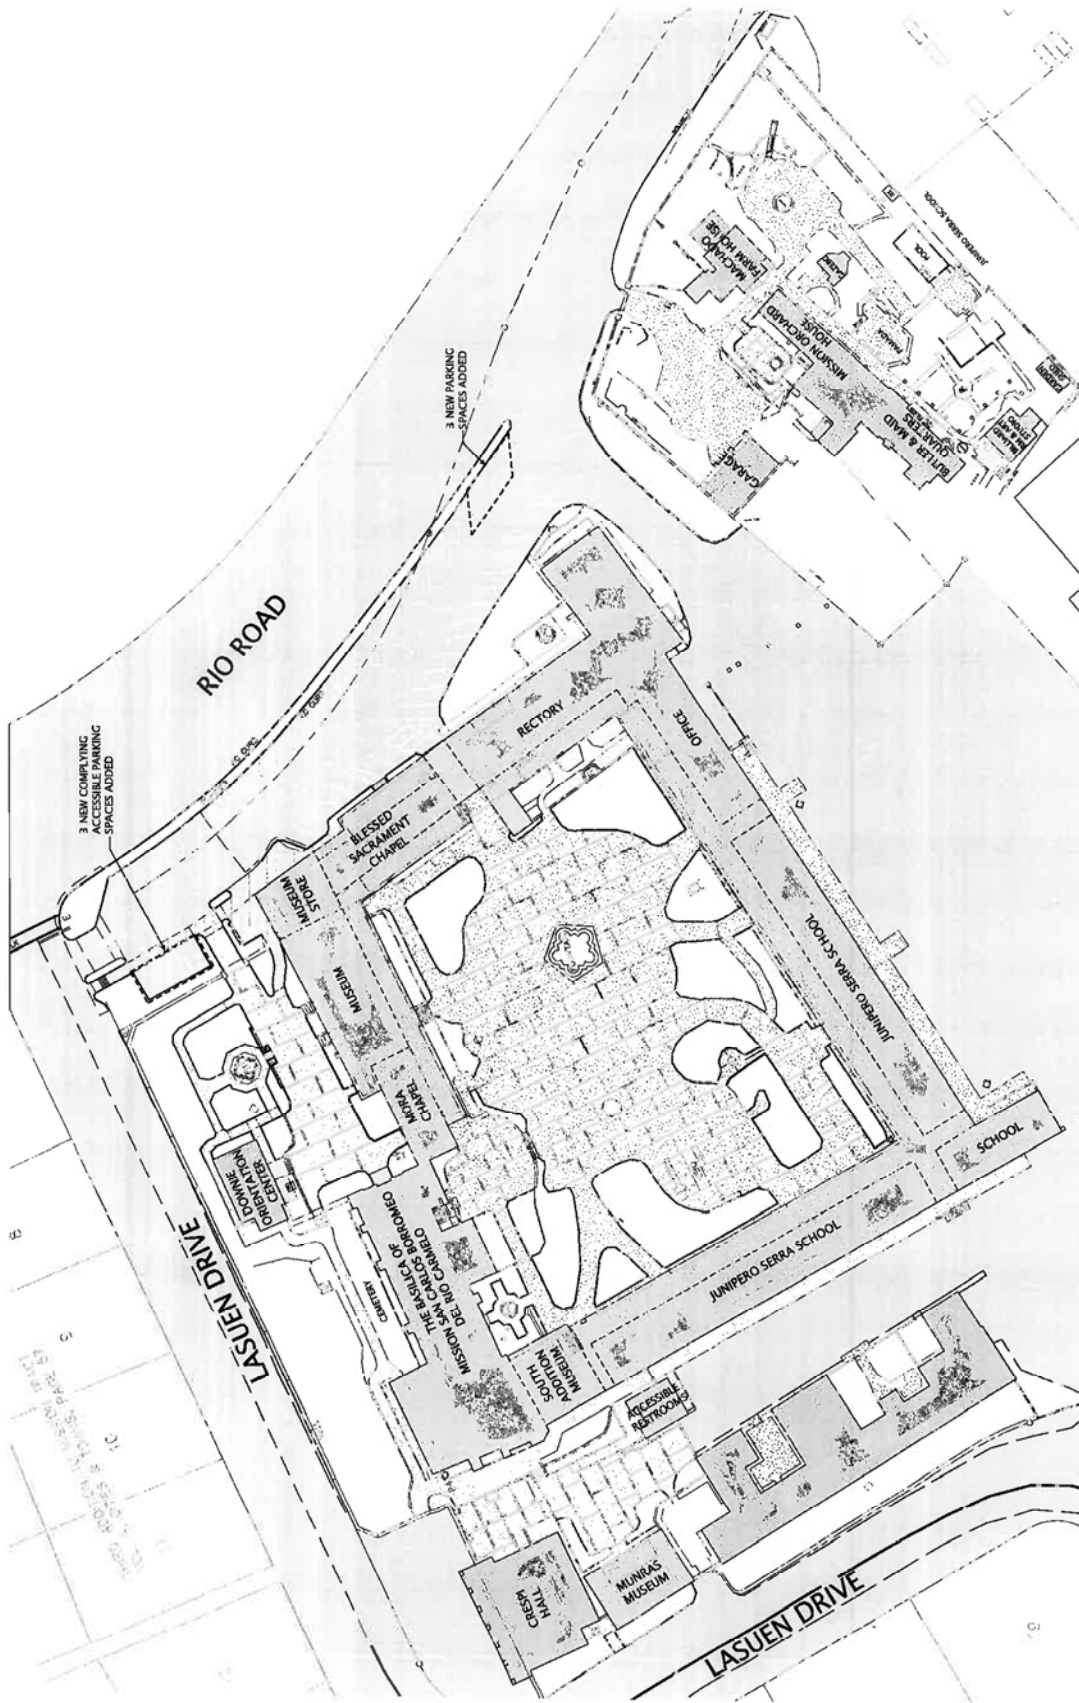 RIO ROAD
3 NEW COMPLYING
ACCESSIBLE PARKING
SPACES ADDED
3 NEW PARKING
SPACES ADDED
MACHADO
FARM HOUSE
MISSION ORCHARD
HOUSE
POOL
JUNIPERO SERRA SCHOOL
GARAGE
BUTLER & MAID
QUARTERS
RECTORY
OFFICE
BLESSED
SACRAMENT
CHAPEL
MUSEUM
STORE
MUSEUM
MORA
CHAPEL
DOWNIE
ORIENTATION
CENTER
LASUEN DRIVE
CEMETERY
THE BASILICA OF
MISSION SAN CARLOS BORROMEO
DEL RIO CARMELO
JUNIPERO SERRA SCHOOL
SCHOOL
JUNIPERO SERRA SCHOOL
SOUTH
ADDITION
MUSEUM
ACCESSIBLE
RESTROOMS
CRESPI
HALL
MUNRAS
MUSEUM
LASUEN DRIVE